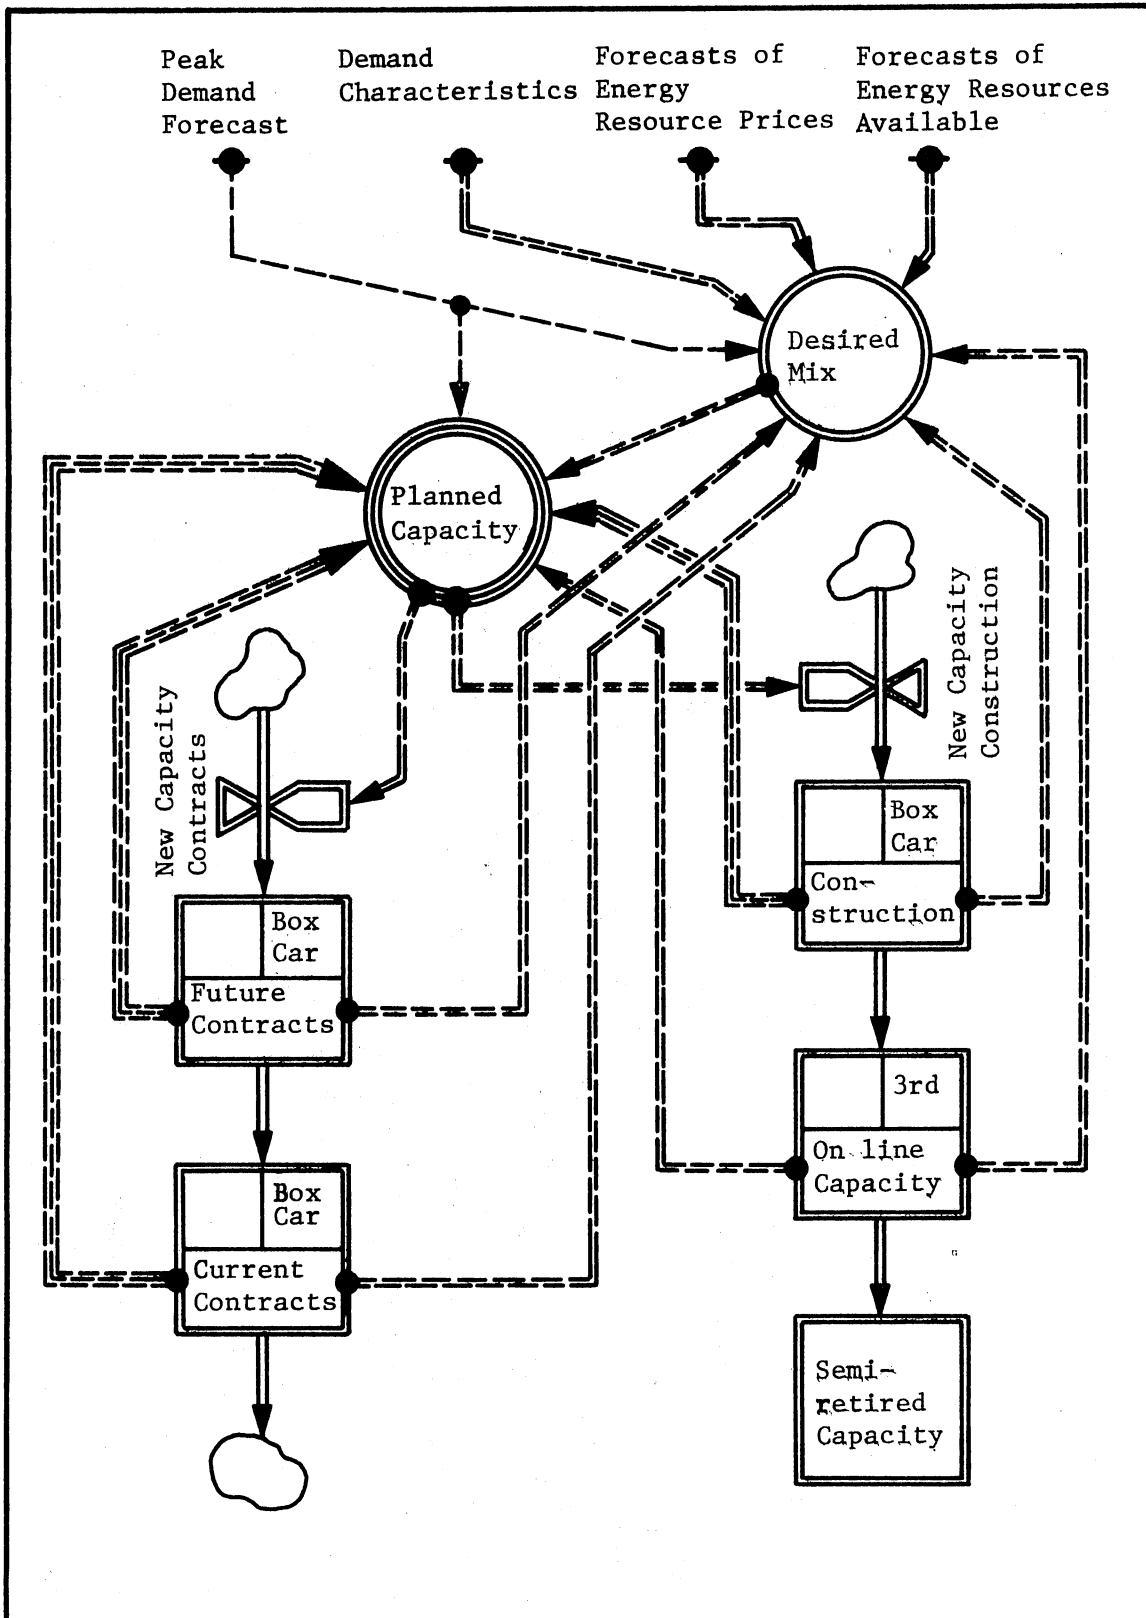 Peak
Demand
Forecast
Demand
Characteristics
Forecasts of
Energy
Resource Prices
Forecasts of
Energy Resources
Available
Desired
Mix
Planned
Capacity
New Capacity
Construction
New Capacity
Contracts
Box
Car
Con-
struction
Box
Car
Future
Contracts
3rd
On line
Capacity
Box
Car
Current
Contracts
Semi-
retired
Capacity